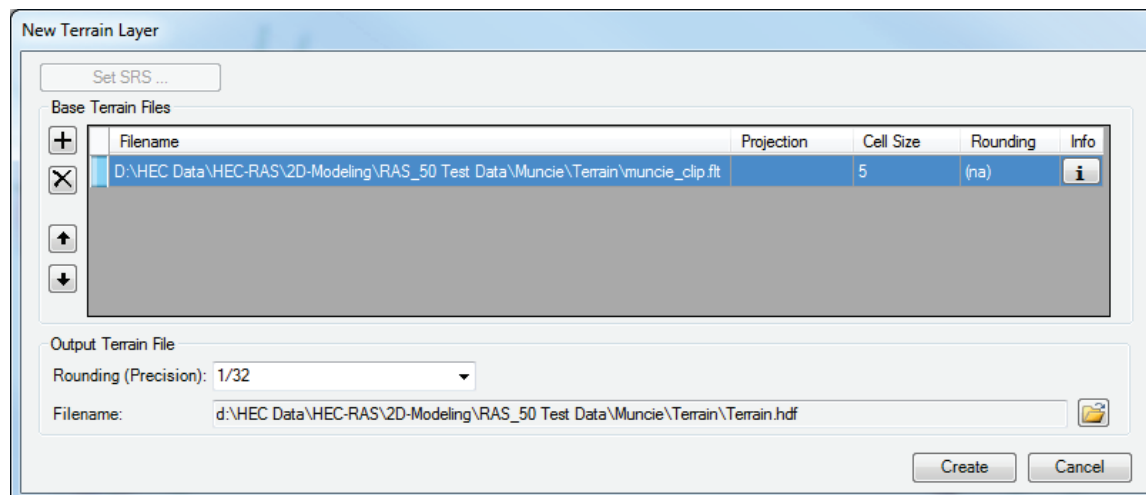 New Terrain Layer
Set SRS ...
Base Terrain Files
Filename Projection Cell Size Rounding Info
D:\HEC Data\HEC-RAS\2D-Modeling\RAS_50 Test Data\Muncie\Terrain\muncie_clip.flt 5 (na) i
Output Terrain File
Rounding (Precision): 1/32
Filename: d:\HEC Data\HEC-RAS\2D-Modeling\RAS_50 Test Data\Muncie\Terrain\Terrain.hdf
Create Cancel